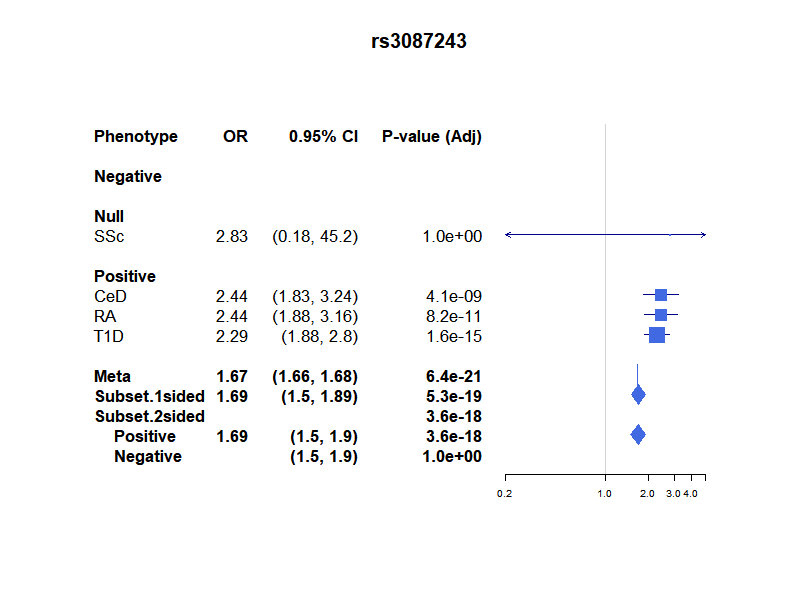 rs3087243
Phenotype OR 0.95% CI P-value (Adj)
Negative
Null
SSc 2.83 (0.18, 45.2) 1.0e+00
Positive
CeD 2.44 (1.83, 3.24) 4.1e-09
RA 2.44 (1.88, 3.16) 8.2e-11
T1D 2.29 (1.88, 2.8) 1.6e-15
Meta 1.67 (1.66, 1.68) 6.4e-21
Subset.1sided 1.69 (1.5, 1.89) 5.3e-19
Subset.2sided 3.6e-18
Positive 1.69 (1.5, 1.9) 3.6e-18
Negative (1.5, 1.9) 1.0e+00
0.2 1.0 2.0 3.0 4.0